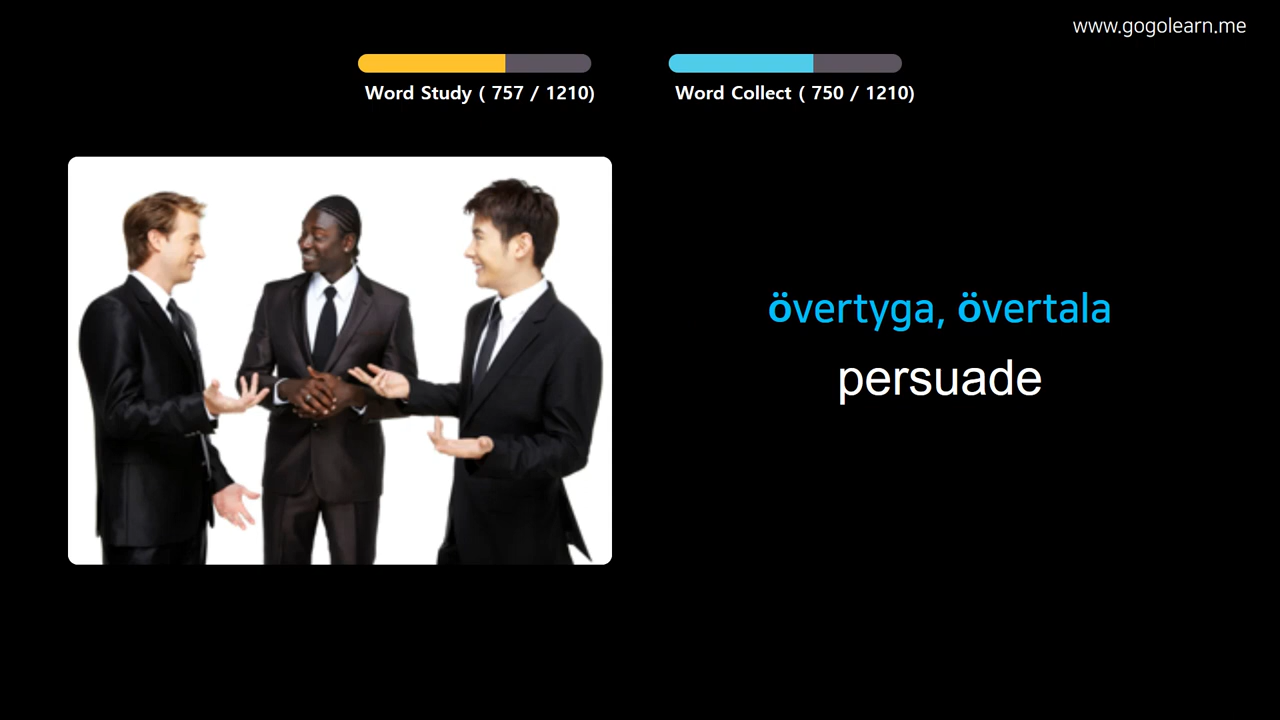 www.gogolearn.me
Word Study ( 757 / 1210)
Word Collect ( 750 / 1210)
övertyga, övertala
persuade